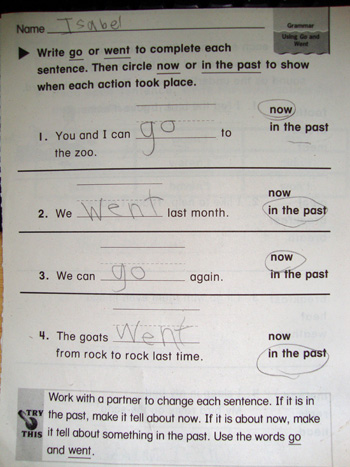 Name Isabel
Grammar
Using Go and
Went
Write go or went to complete each
sentence. Then circle now or in the past to show
when each action took place.
now
1. You and I can go to in the past
the zoo.
now
2. We went last month. in the past
now
3. We can go again. in the past
4. The goats went now
from rock to rock last time. in the past
TRY THIS
Work with a partner to change each sentence. If it is in
the past, make it tell about now. If it is about now, make
it tell about something in the past. Use the words go
and went.